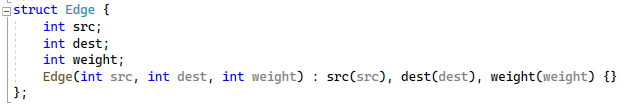 struct Edge {
    int src;
    int dest;
    int weight;
    Edge(int src, int dest, int weight) : src(src), dest(dest), weight(weight) {}
};